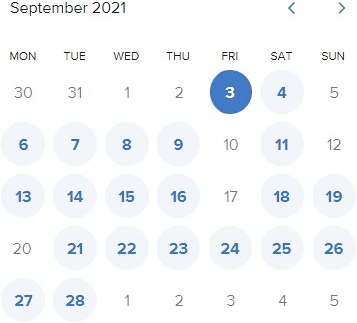 September 2021
MON TUE WED THU FRI SAT SUN
30 31 1 2 3 4 5
6 7 8 9 10 11 12
13 14 15 16 17 18 19
20 21 22 23 24 25 26
27 28 1 2 3 4 5